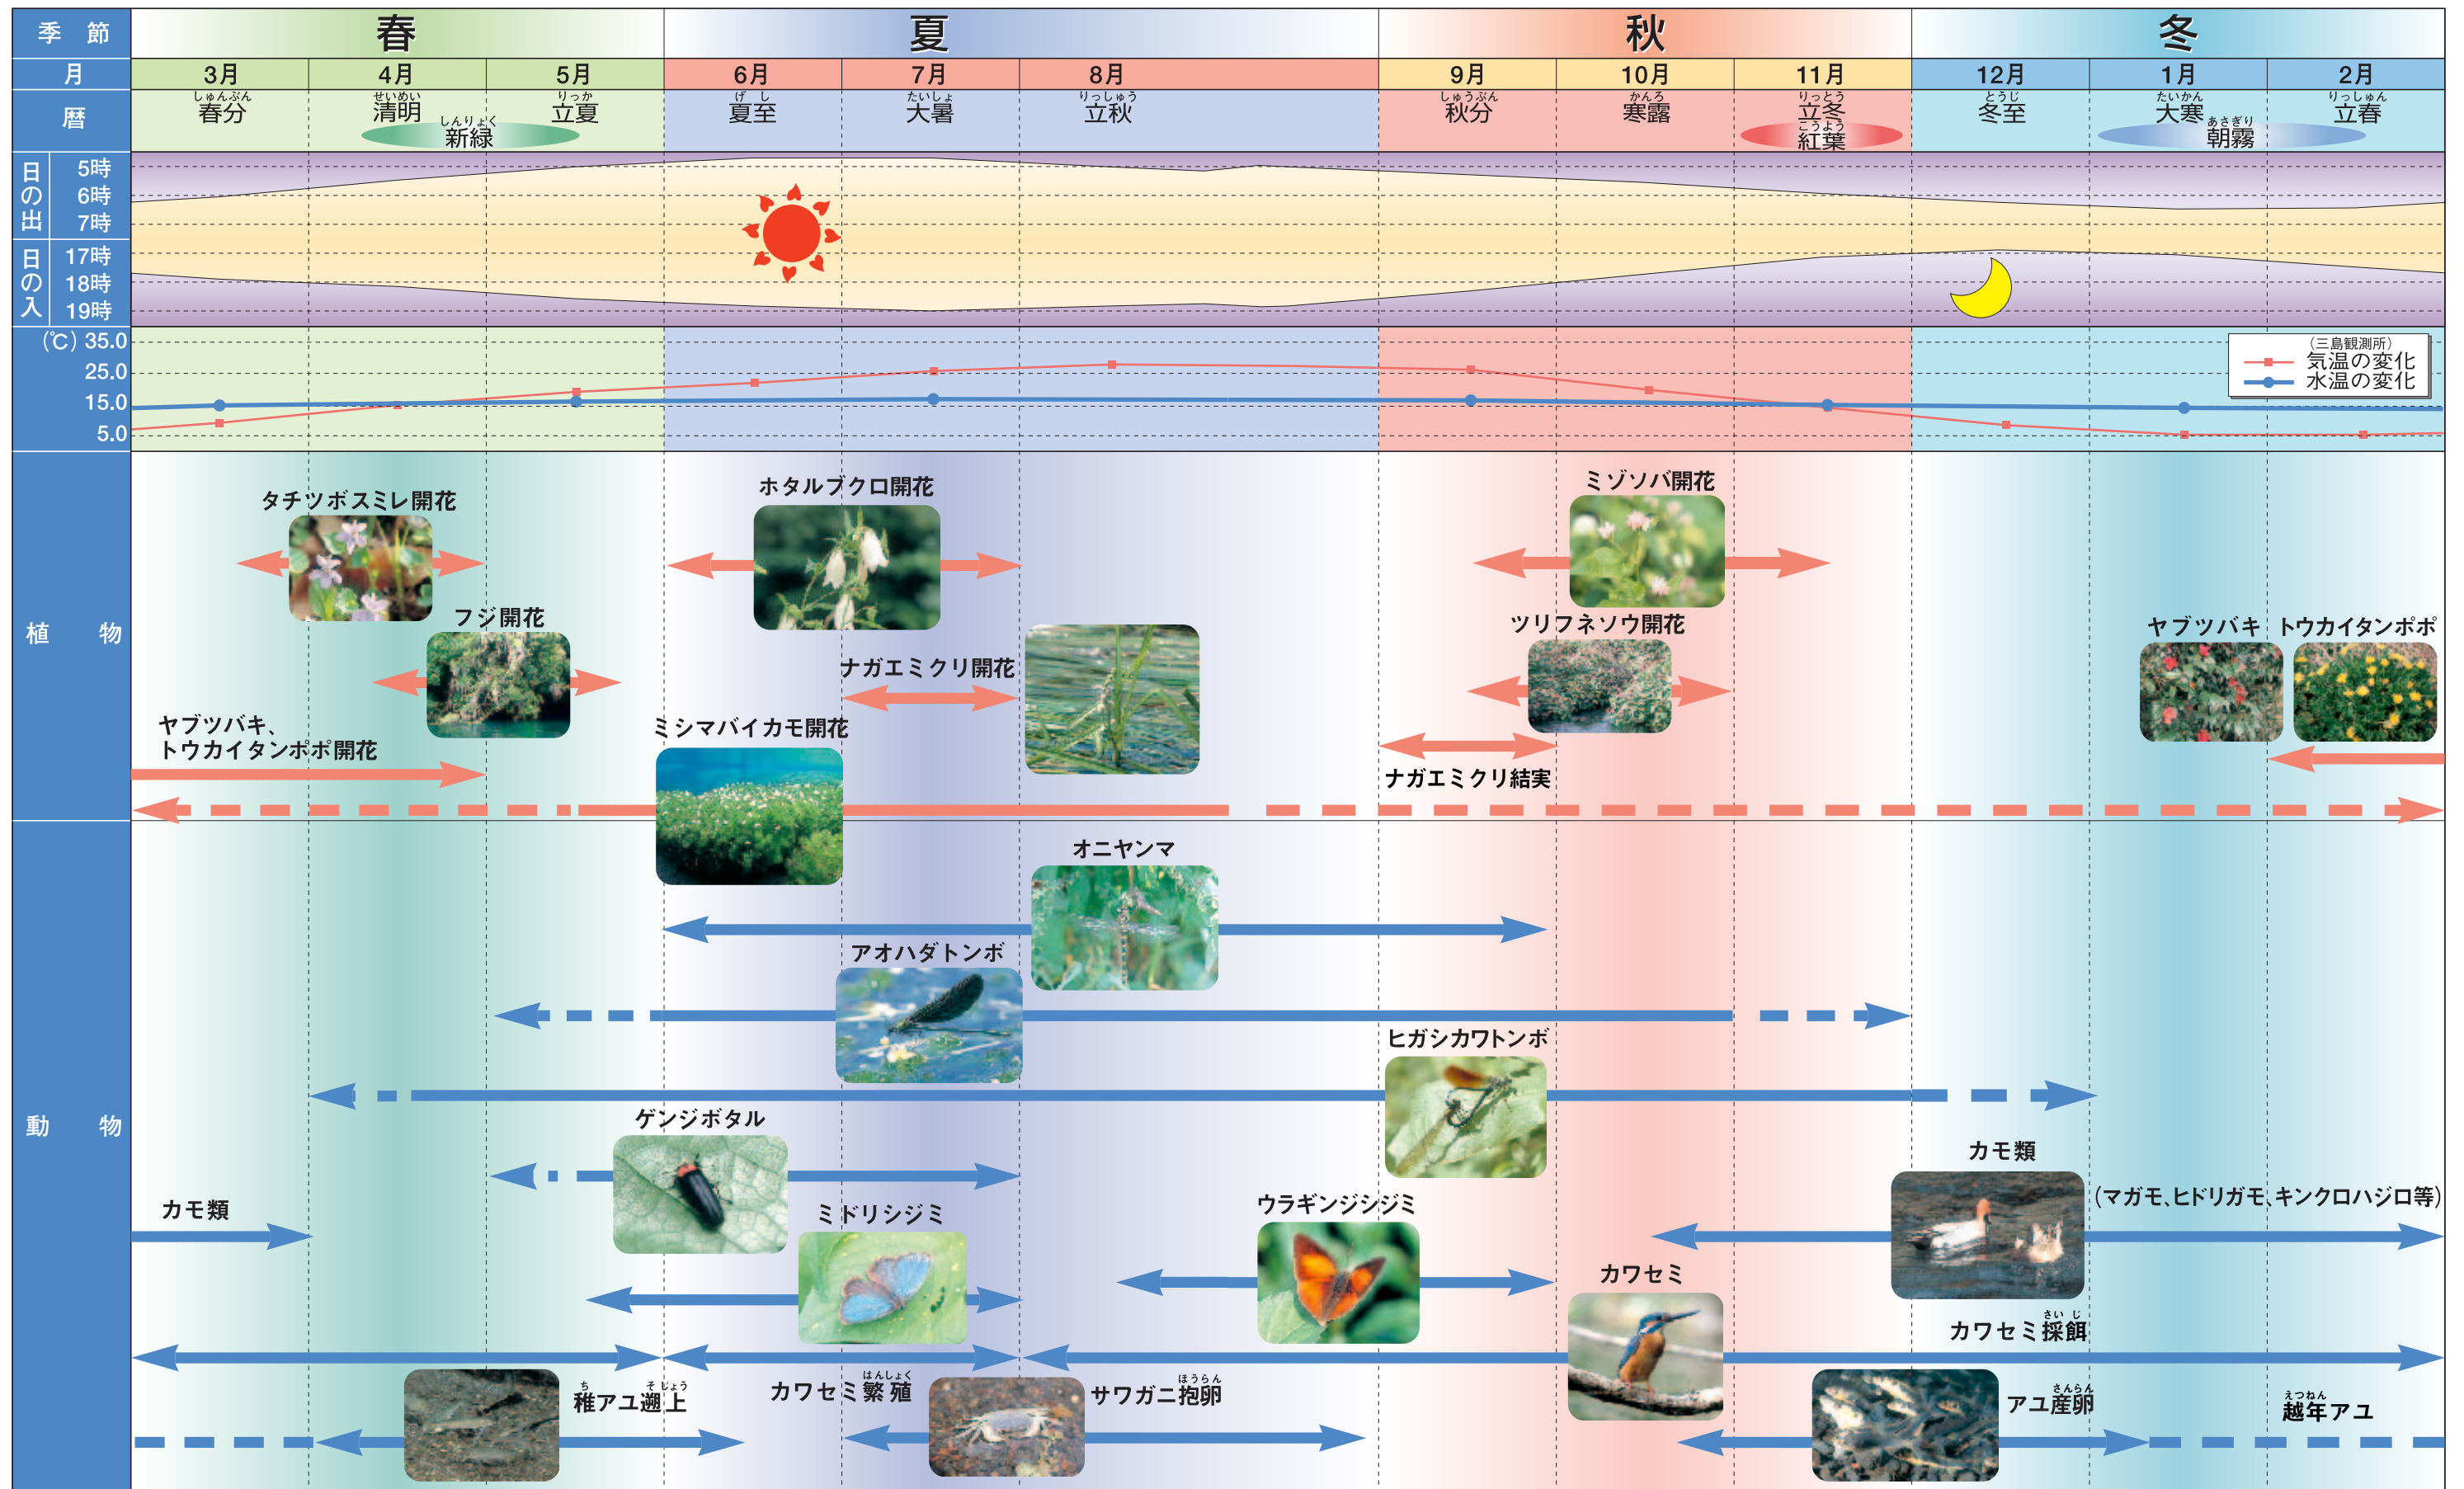 季 節
春
夏
秋
冬
月
3月
4月
5月
6月
7月
8月
9月
10月
11月
12月
1月
2月
暦
しゅんぶん
春分
せいめい
清明
りっか
立夏
げ し
夏至
たいしょ
大暑
りっしゅう
立秋
しゅうぶん
秋分
かんろ
寒露
りっとう
立冬
とうじ
冬至
たいかん
大寒
りっしゅん
立春
しんりょく
新緑
こうよう
紅葉
あさぎり
朝霧
日の出
5時
6時
7時
日の入
17時
18時
19時
(℃) 35.0
25.0
15.0
5.0
(三島観測所)
気温の変化
水温の変化
植 物
タチツボスミレ開花
ホタルブクロ開花
ミゾソバ開花
フジ開花
ツリフネソウ開花
ヤブツバキ
トウカイタンポポ
ナガエミクリ開花
ヤブツバキ、
トウカイタンポポ開花
ミシマバイカモ開花
ナガエミクリ結実
動 物
オニヤンマ
アオハダトンボ
ヒガシカワトンボ
ゲンジボタル
カモ類
(マガモ、ヒドリガモ、キンクロハジロ等)
カモ類
ミドリシジミ
ウラギンジシジミ
カワセミ
さい じ
カワセミ採餌
ち そじょう
稚アユ遡上
はんしょく
カワセミ繁殖
ほうらん
サワガニ抱卵
さんらん
アユ産卵
えつねん
越年アユ